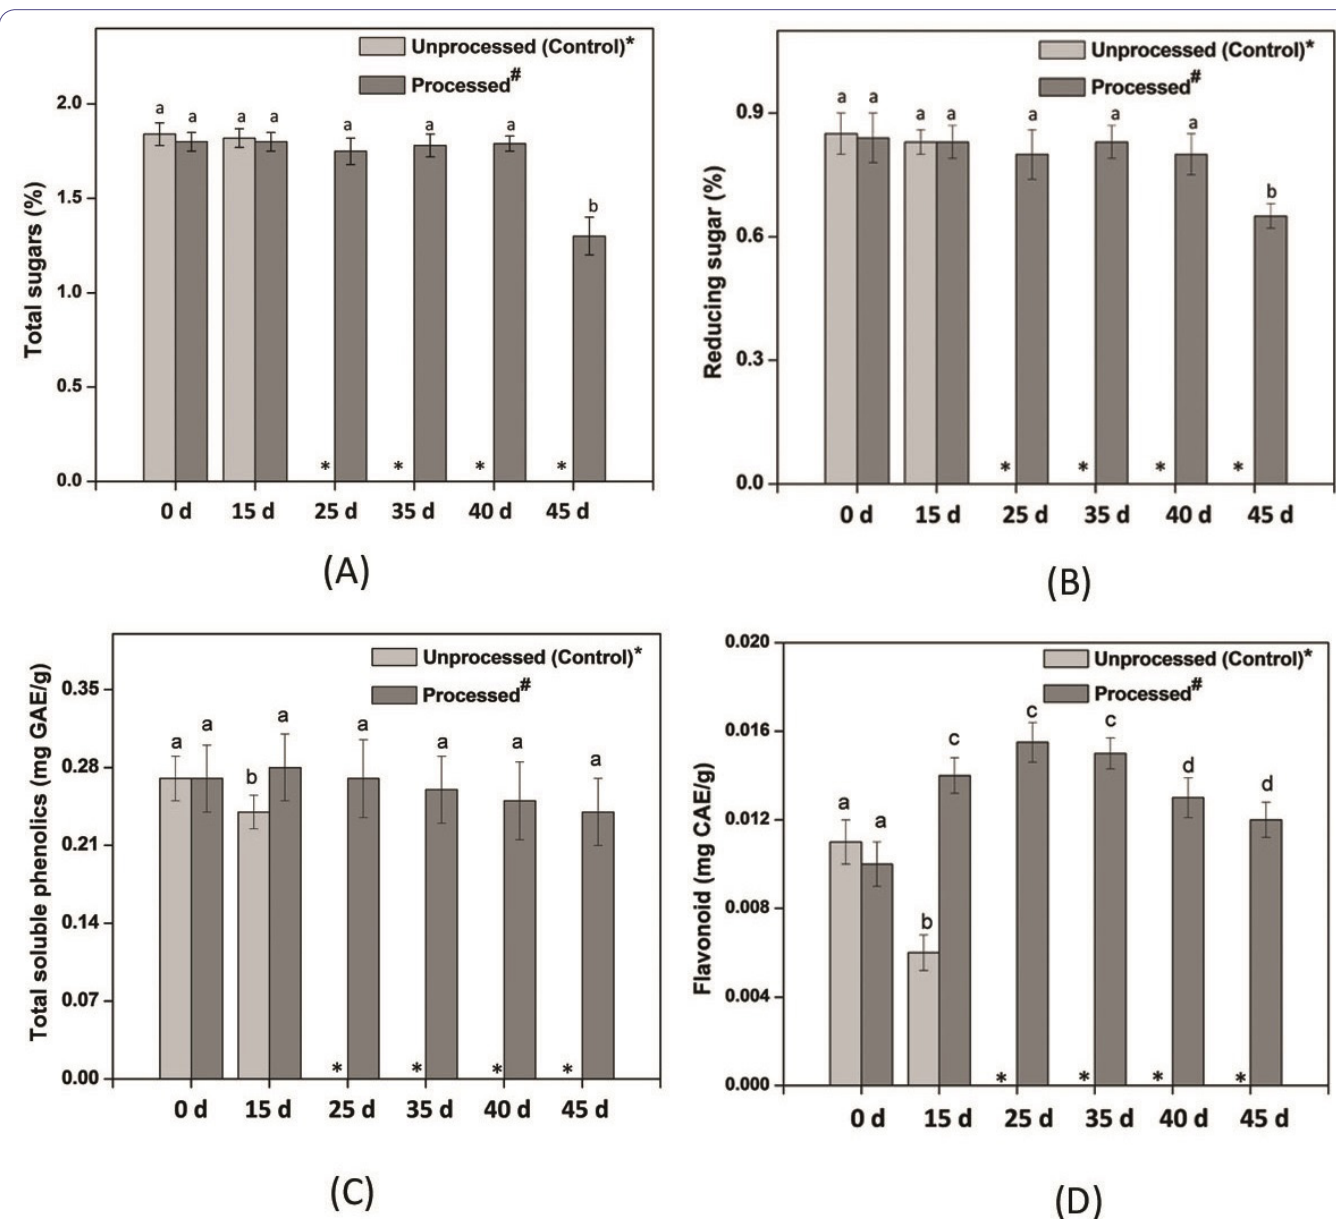 Unprocessed (Control)*
Processed#
Total sugars (%)
2.0
1.5
1.0
0.5
0.0
a a a a a a a b
* * * *
0 d 15 d 25 d 35 d 40 d 45 d
(A)
Unprocessed (Control)*
Processed#
Reducing sugar (%)
0.9
0.6
0.3
0.0
a a a a a a a b
* * * *
0 d 15 d 25 d 35 d 40 d 45 d
(B)
Unprocessed (Control)*
Processed#
Total soluble phenolics (mg GAE/g)
0.35
0.28
0.21
0.14
0.07
0.00
a a b a a a a a
* * * *
0 d 15 d 25 d 35 d 40 d 45 d
(C)
Unprocessed (Control)*
Processed#
Flavonoid (mg CAE/g)
0.020
0.016
0.012
0.008
0.004
0.000
a a b c c c d d
* * * *
0 d 15 d 25 d 35 d 40 d 45 d
(D)